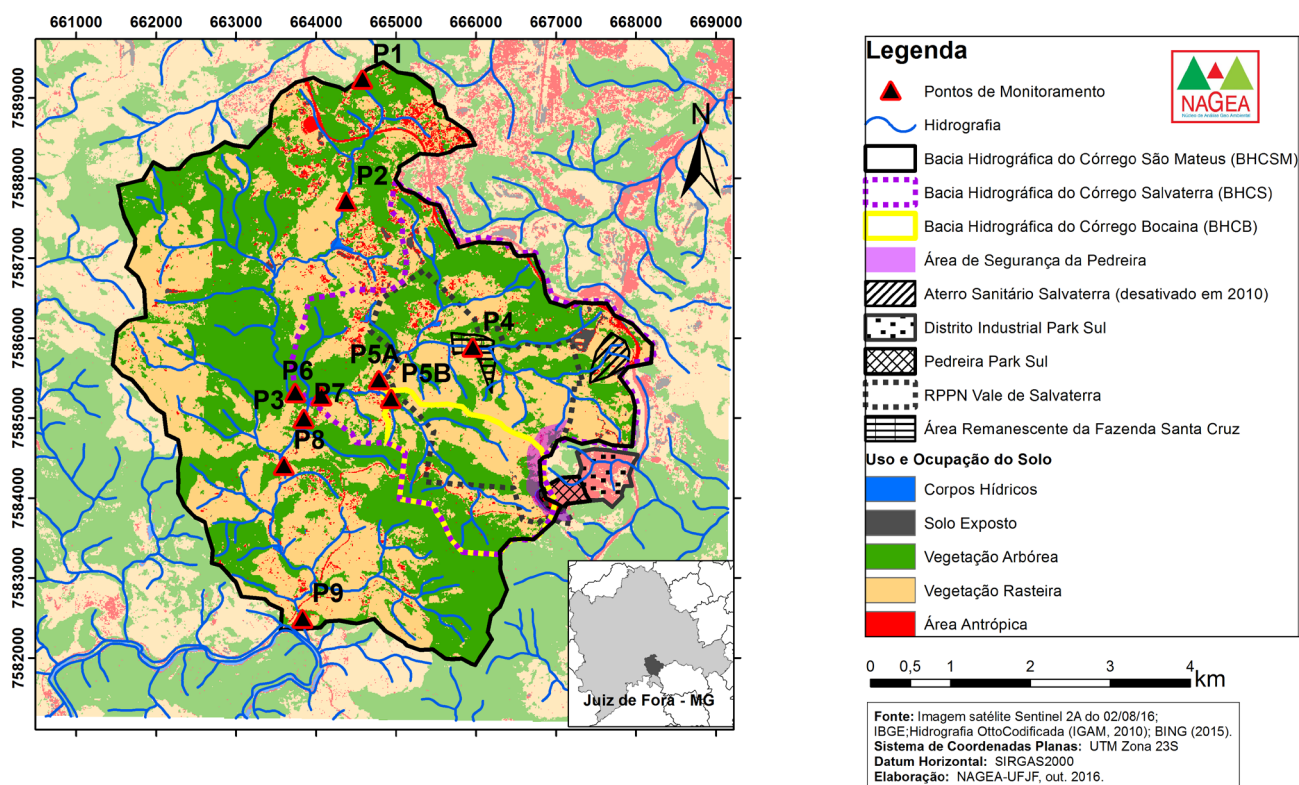 661000 662000 663000 664000 665000 666000 667000 668000 669000
7589000
7588000
7587000
7586000
7585000
7584000
7583000
7582000
P1
N
P2
P4
P5A
P6
P5B
P3
P7
P8
P9
Juiz de Fora - MG
Legenda
NAGEA
Núcleo de Análise Geo Ambiental
Pontos de Monitoramento
Hidrografia
Bacia Hidrográfica do Córrego São Mateus (BHCSM)
Bacia Hidrográfica do Córrego Salvaterra (BHCS)
Bacia Hidrográfica do Córrego Bocaina (BHCB)
Área de Segurança da Pedreira
Aterro Sanitário Salvaterra (desativado em 2010)
Distrito Industrial Park Sul
Pedreira Park Sul
RPPN Vale de Salvaterra
Área Remanescente da Fazenda Santa Cruz
Uso e Ocupação do Solo
Corpos Hídricos
Solo Exposto
Vegetação Arbórea
Vegetação Rasteira
Área Antrópica
0 0,5 1 2 3 4
km
Fonte: Imagem satélite Sentinel 2A do 02/08/16;
IBGE;Hidrografia OttoCodificada (IGAM, 2010); BING (2015).
Sistema de Coordenadas Planas: UTM Zona 23S
Datum Horizontal: SIRGAS2000
Elaboração: NAGEA-UFJF, out. 2016.